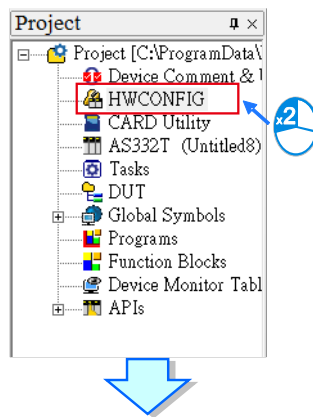 Project
Project [C:\ProgramData\
Device Comment &
HWCONFIG
x2
CARD Utility
AS332T (Untitled8)
Tasks
DUT
Global Symbols
Programs
Function Blocks
Device Monitor Tabl
APIs